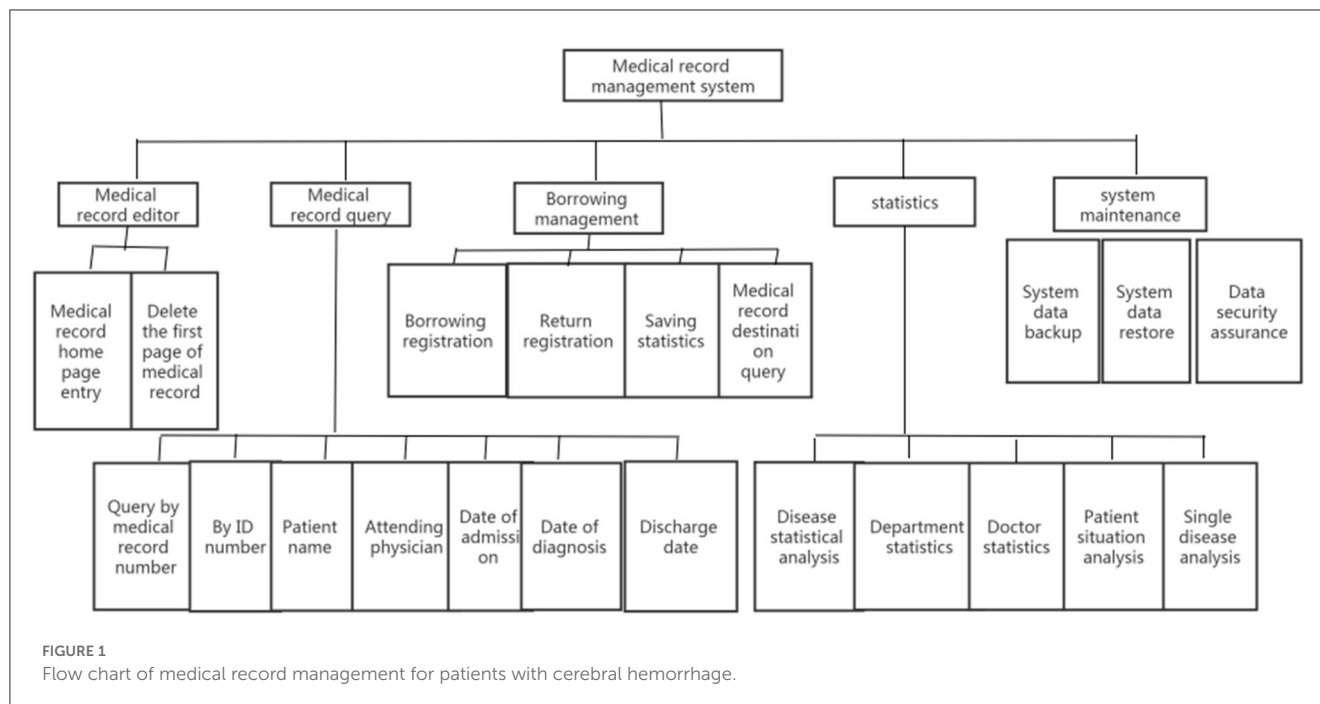 Medical record
management system
Medical
record editor
Medical
record query
Borrowing
management
statistics
system
maintenance
Medical
record
home
page
entry
Delete
the first
page of
medical
record
Borrowing
registration
Return
registration
Saving
statistics
Medical
record
destinati
on
query
System
data
backup
System
data
restore
Data
security
assurance
Query by
medical
record
number
By ID
number
Patient
name
Attending
physician
Date of
admissi
on
Date of
diagnosis
Discharge
date
Disease
statistical
analysis
Department
statistics
Doctor
statistics
Patient
situation
analysis
Single
disease
analysis
FIGURE 1
Flow chart of medical record management for patients with cerebral hemorrhage.